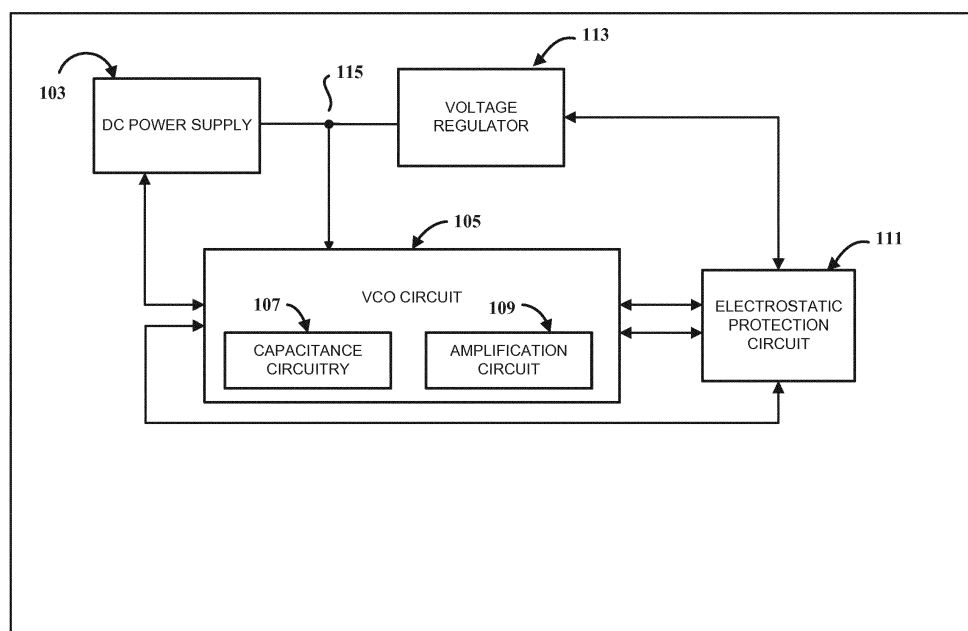 113
115
103
DC POWER SUPPLY
VOLTAGE
REGULATOR
105
111
VCO CIRCUIT
107
109
CAPACITANCE
CIRCUITRY
AMPLIFICATION
CIRCUIT
ELECTROSTATIC
PROTECTION
CIRCUIT